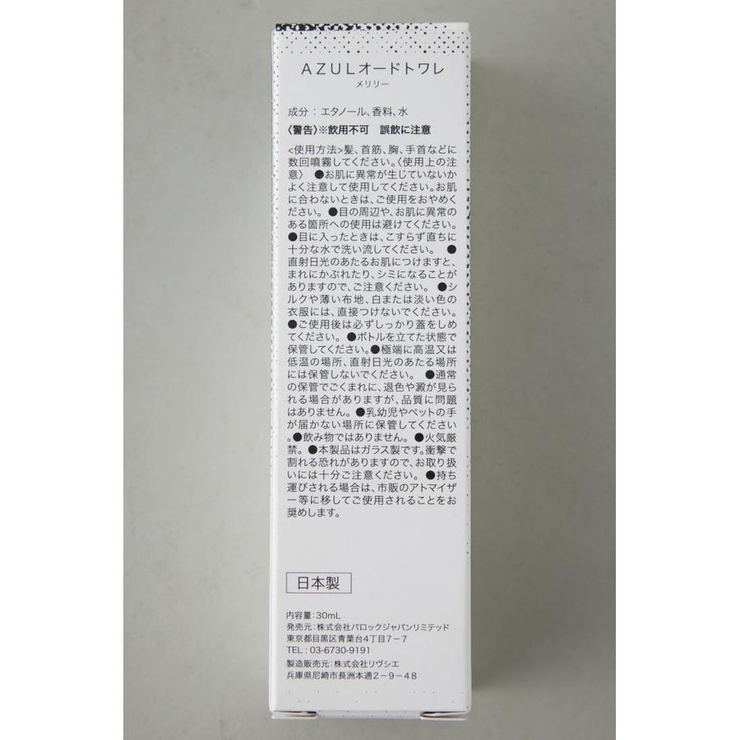 AZULオードトワレ
メリリー
成分：エタノール、香料、水
〈警告〉※飲用不可　誤飲に注意
<使用方法>髪、首筋、胸、手首などに
数回噴霧してください。〈使用上の注
意〉 ●お肌に異常が生じていないか
よく注意して使用してください。お肌
に合わないときは、ご使用をおやめく
ださい。 ●目の周辺や、お肌に異常の
ある箇所への使用は避けてください。
●目に入ったときは、こすらず直ちに
十分な水で洗い流してください。 ●
直射日光のあたるお肌につけますと、
まれにかぶれたり、シミになることが
ありますので、ご注意ください。 ●シ
ルクや薄い布地、白または淡い色の
衣服には、直接つけないでください。
●ご使用後は必ずしっかり蓋をしめ
てください。 ●ボトルを立てた状態で
保管してください。●極端に高温又は
低温の場所、直射日光のあたる場所
には保管しないでください。 ●通常
の保管でごくまれに、退色や澱が見ら
れる場合がありますが、品質に問題
はありません。 ●乳幼児やペットの手
が届かない場所に保管してください
。●飲み物ではありません。 ●火気厳
禁。 ●本製品はガラス製です。衝撃で
割れる恐れがありますので、お取り扱
いには十分ご注意ください。 ●持ち
運びされる場合は、市販のアトマイザ
ー等に移してご使用されることをお
奨めします。
日本製
内容量：30mL
発売元：株式会社バロックジャパンリミテッド
東京都目黒区青葉台4丁目7-7
TEL：03-6730-9191
製造販売元：株式会社リヴシエ
兵庫県尼崎市長洲本通2-9-48